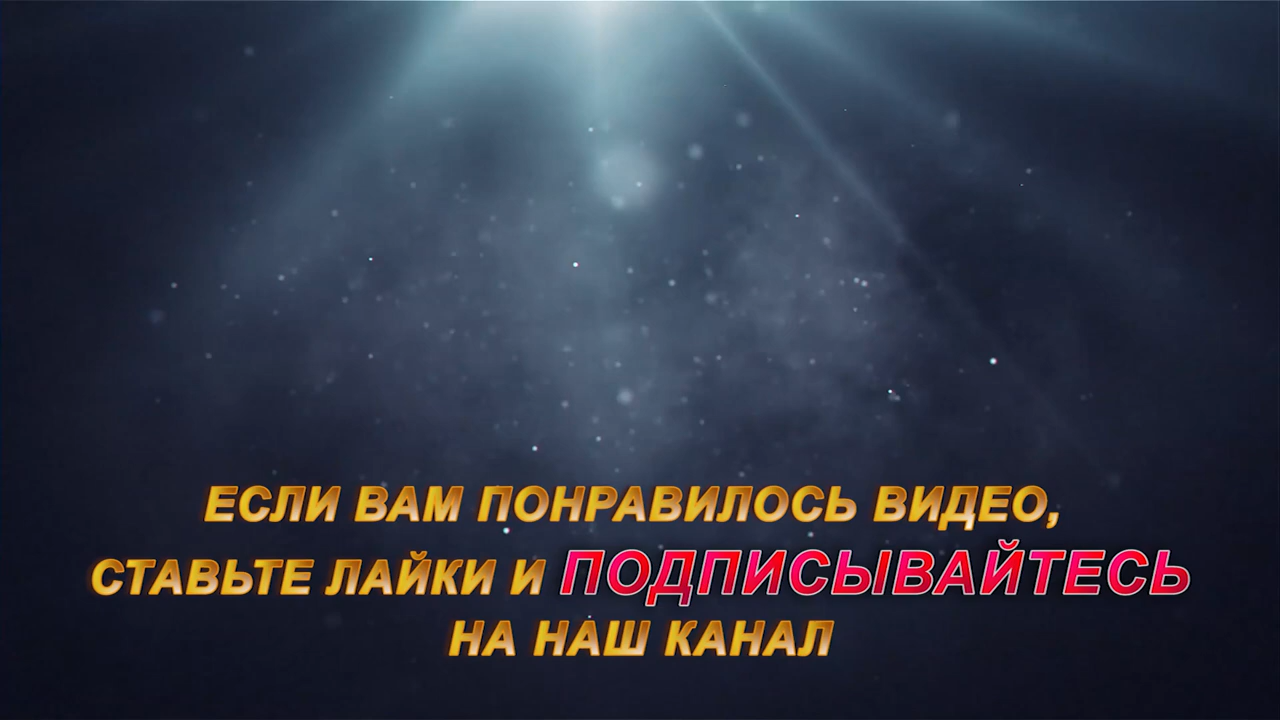 ЕСЛИ ВАМ ПОНРАВИЛОСЬ ВИДЕО,
СТАВЬТЕ ЛАЙКИ И ПОДПИСЫВАЙТЕСЬ
НА НАШ КАНАЛ